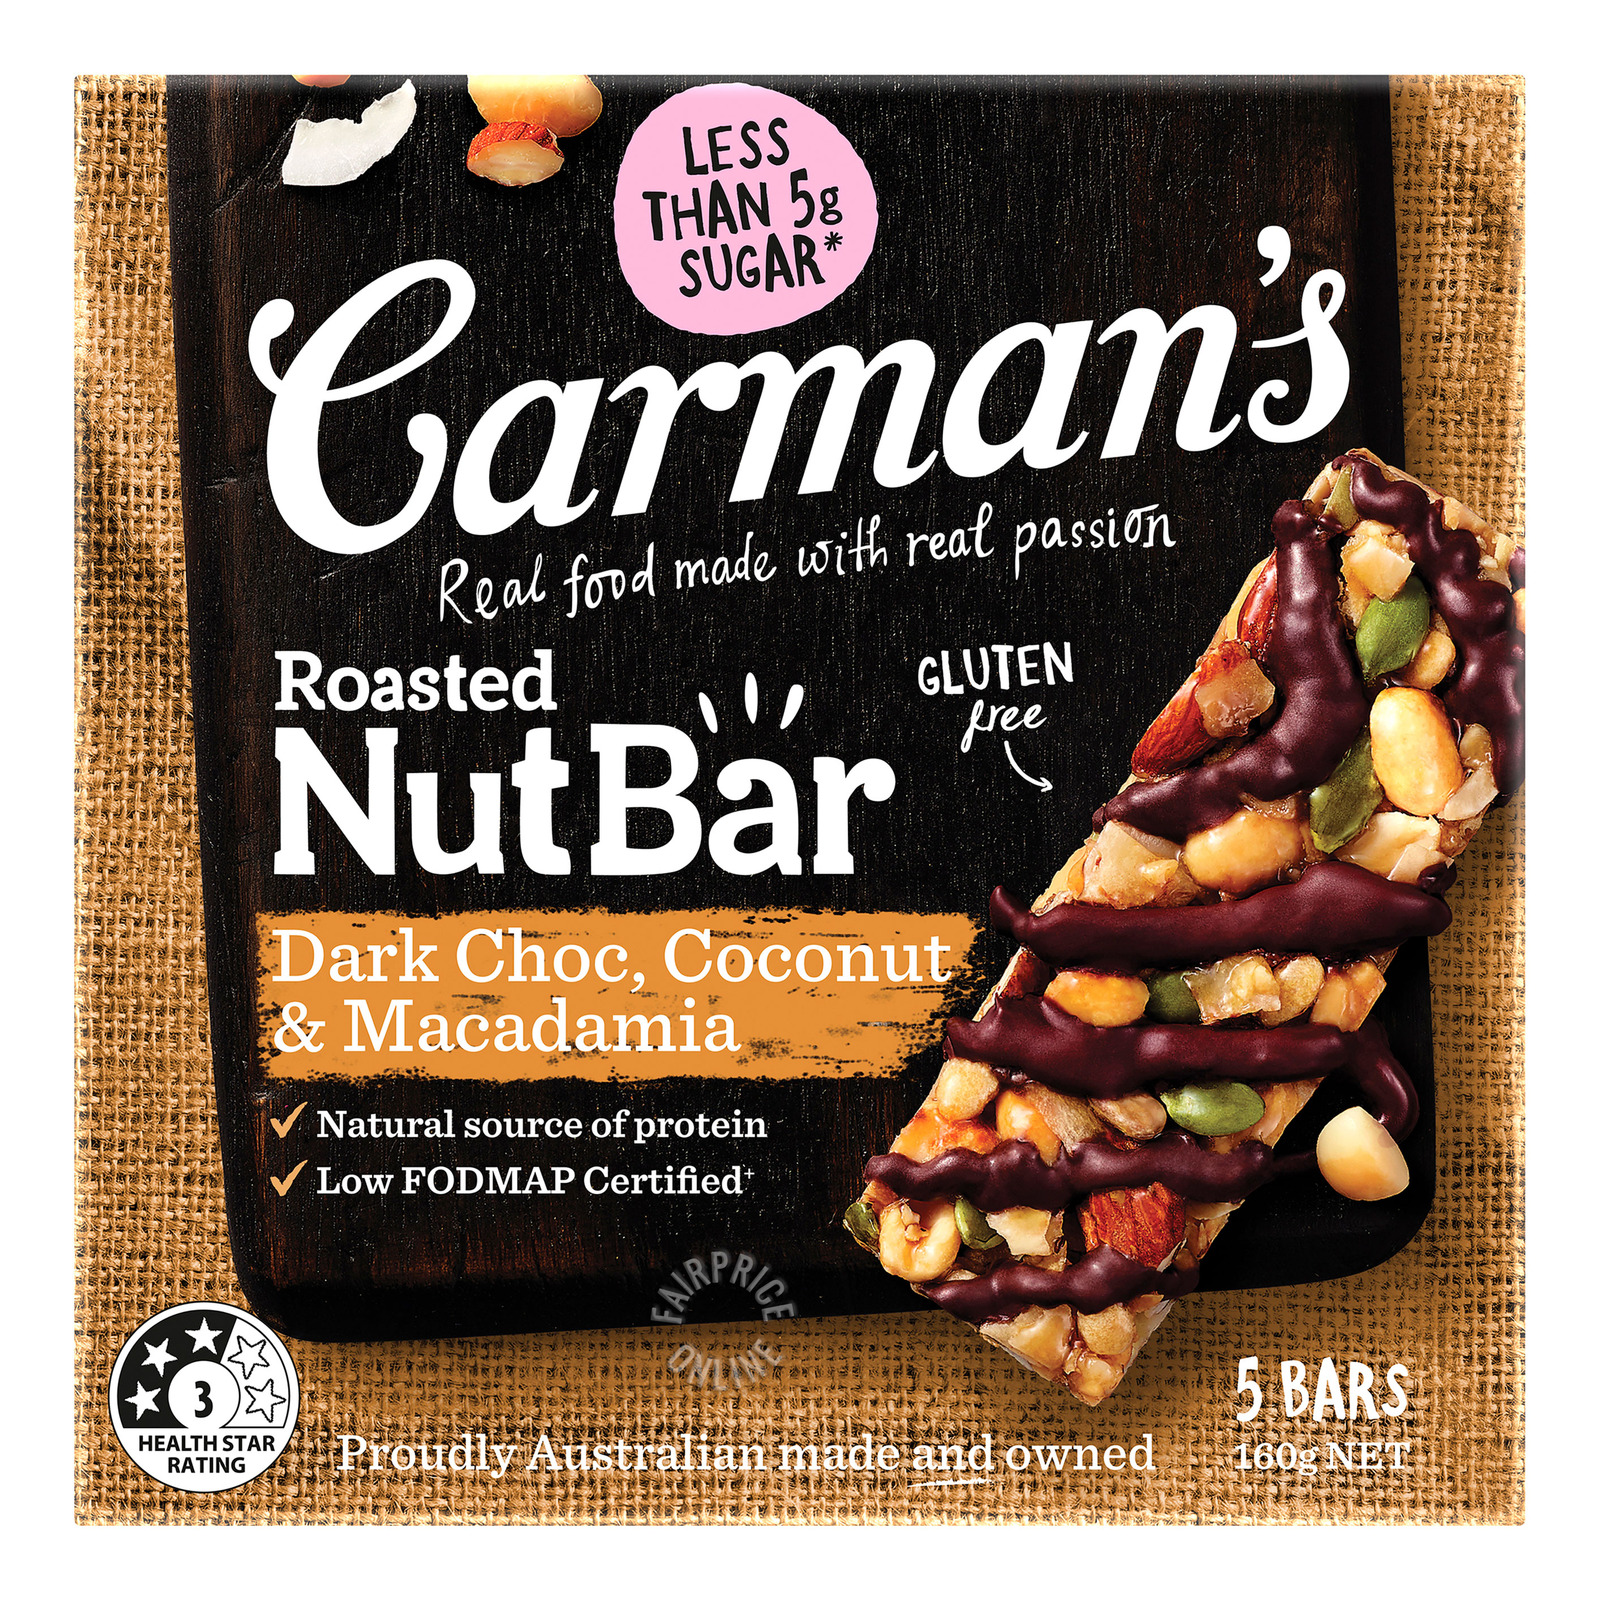 LESS
THAN 5g
SUGAR*
Carman's
Real food made with real passion
Roasted
NutBar
GLUTEN
free
Dark Choc, Coconut
& Macadamia
Natural source of protein
Low FODMAP Certified⁺
FAIRPRICE
ONLINE
3
HEALTH STAR
RATING
Proudly Australian made and owned
5 BARS
160g NET